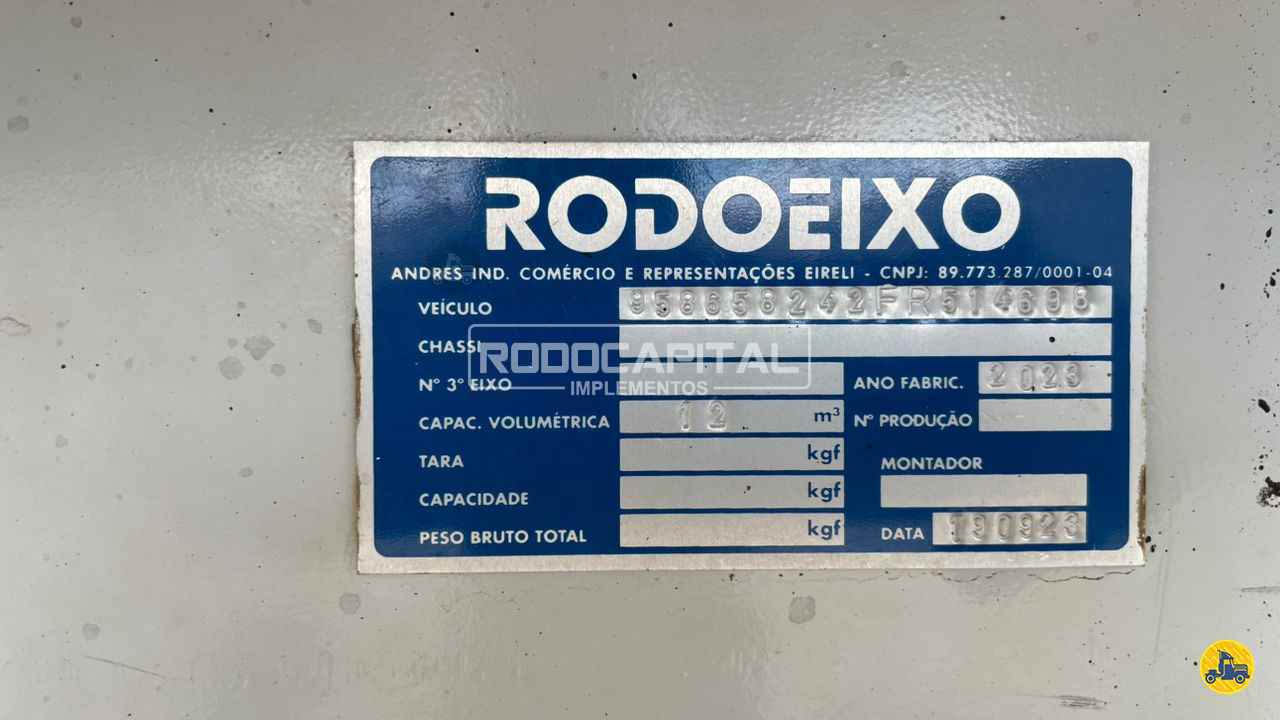 RODOEIXO
ANDRES IND. COMÉRCIO E REPRESENTAÇÕES EIRELI - CNPJ: 89.773.287/0001-04
VEÍCULO 958658242FR514698
CHASSI
RODOCAPITAL
IMPLEMENTOS
Nº 3º EIXO
ANO FABRIC. 2023
CAPAC. VOLUMÉTRICA 12 m³
Nº PRODUÇÃO
TARA kgf
MONTADOR
CAPACIDADE kgf
PESO BRUTO TOTAL kgf
DATA 190923